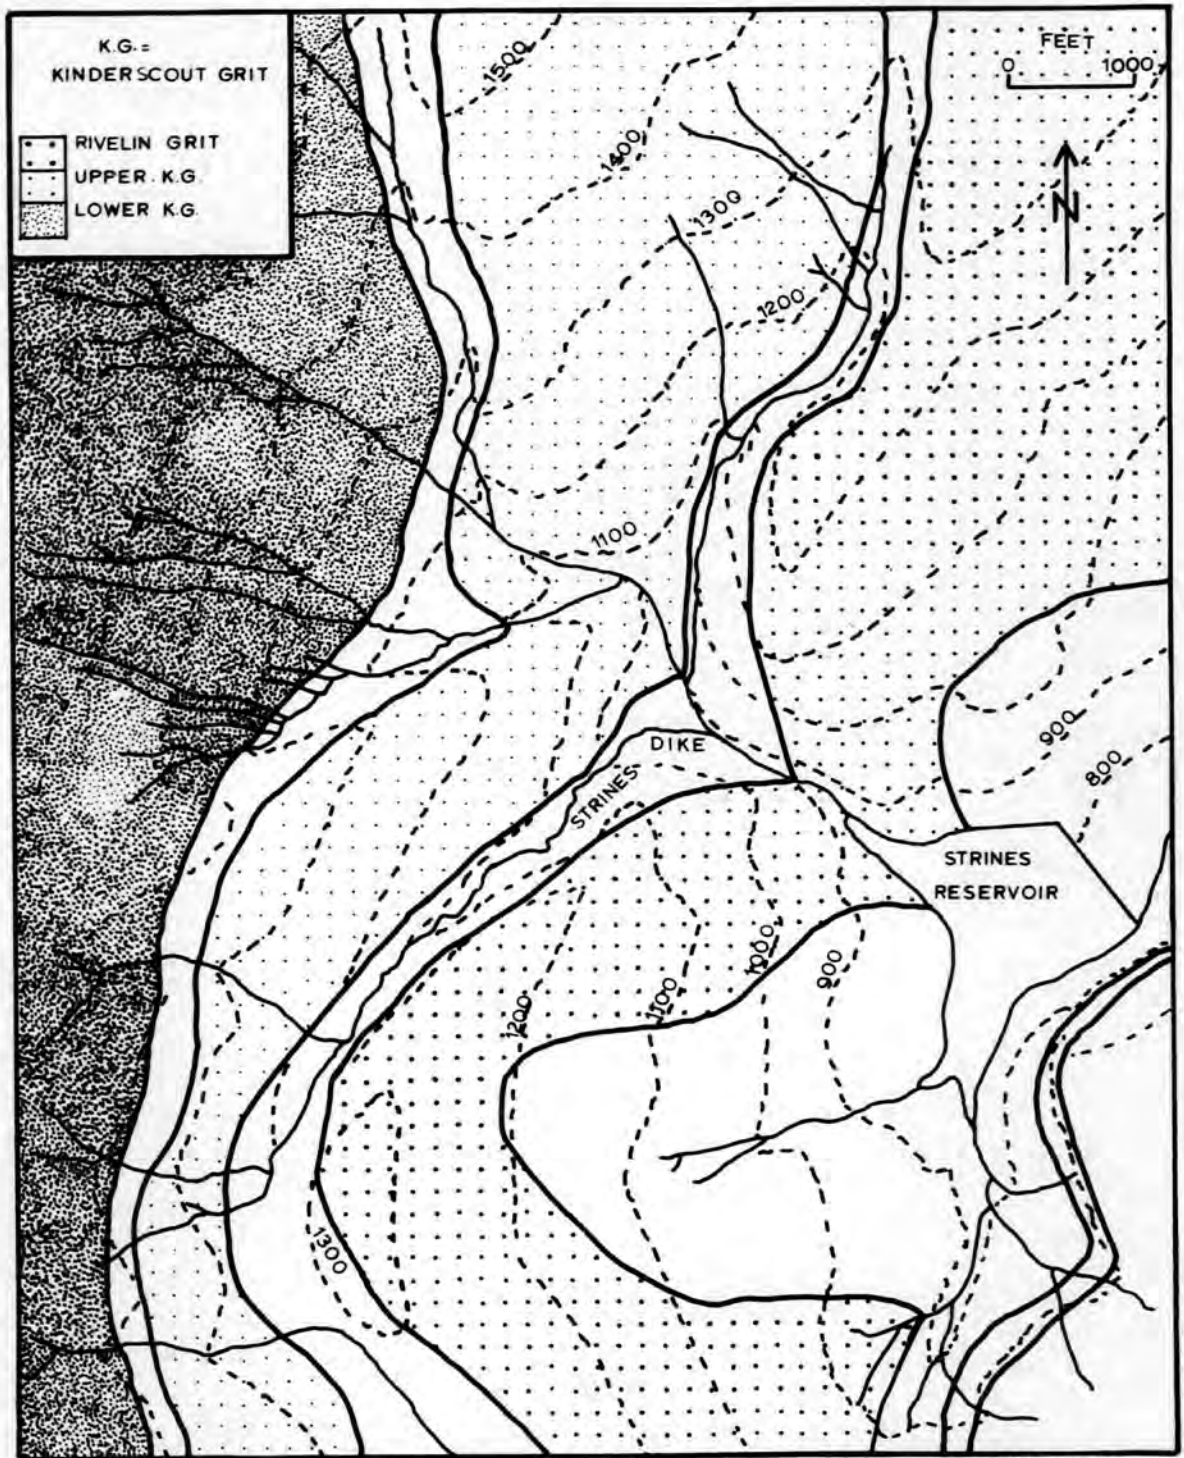 K.G. =
KINDERSCOUT GRIT
RIVELIN GRIT
UPPER K.G.
LOWER K.G.
FEET
0 1000
N
1500
1400
1300
1200
1100
DIKE
STRINES
900
800
STRINES
RESERVOIR
1200
1100
1000
900
1300